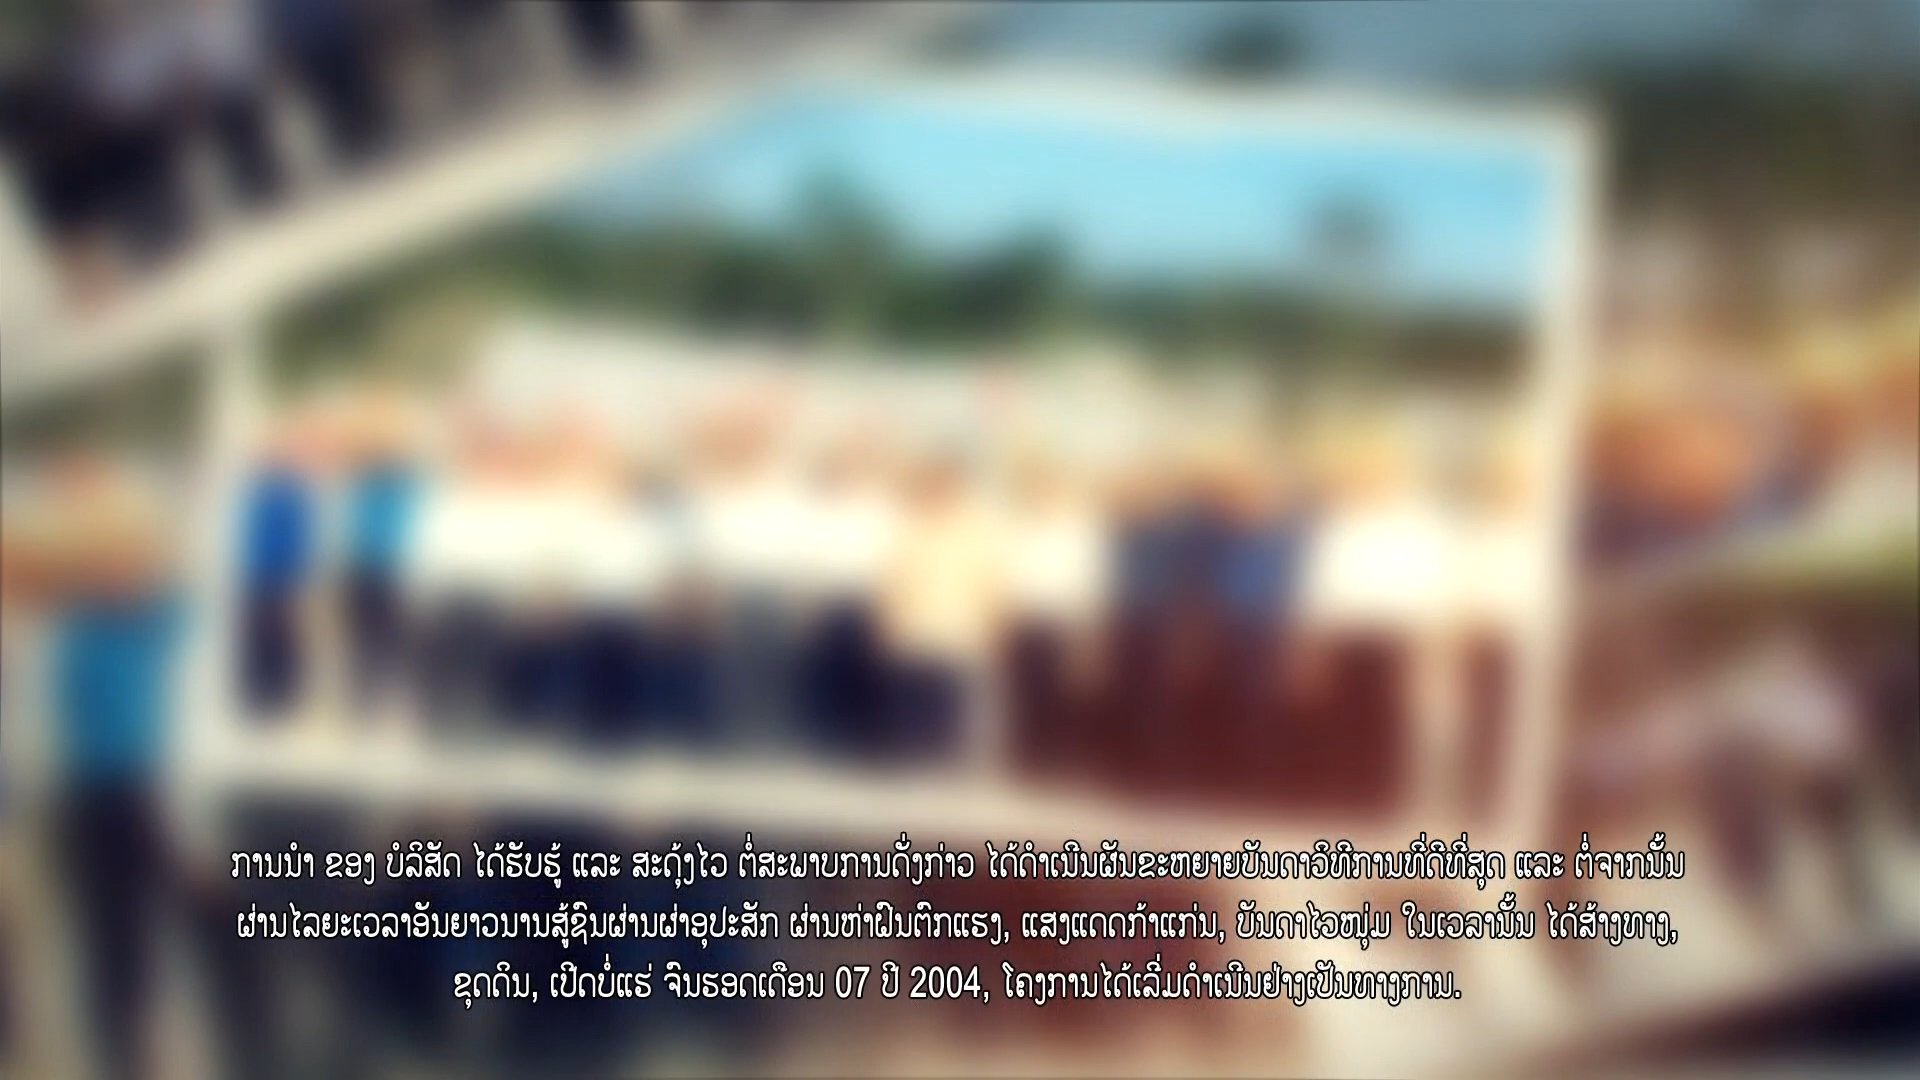 ການນຳ ຂອງ ບໍລິສັດ ໄດ້ຮັບຮູ້ ແລະ ສະດຸ້ງໄວ ຕໍ່ສະພາບການດັ່ງກ່າວ ໄດ້ດຳເນີນຜັນຂະຫຍາຍບັນດາວິທີການທີ່ດີທີ່ສຸດ ແລະ ຕໍ່ຈາກນັ້ນ
ຜ່ານໄລຍະເວລາອັນຍາວນານສູ້ຊົນຜ່ານຜ່າອຸປະສັກ ຜ່ານຫ່າຝົນຕົກແຮງ, ແສງແດດກ້າແກ່ນ, ບັນດາໄວໜຸ່ມ ໃນເວລານັ້ນ ໄດ້ສ້າງທາງ,
ຂຸດດິນ, ເປີດບໍ່ແຮ່ ຈົນຮອດເດືອນ 07 ປີ 2004, ໂຄງການໄດ້ເລີ່ມດຳເນີນຢ່າງເປັນທາງການ.